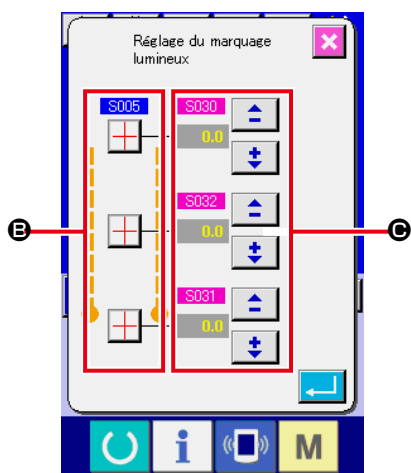 Réglage du marquage
lumineux
S005
S030
0.0
B
S032
0.0
C
S031
0.0
i
M